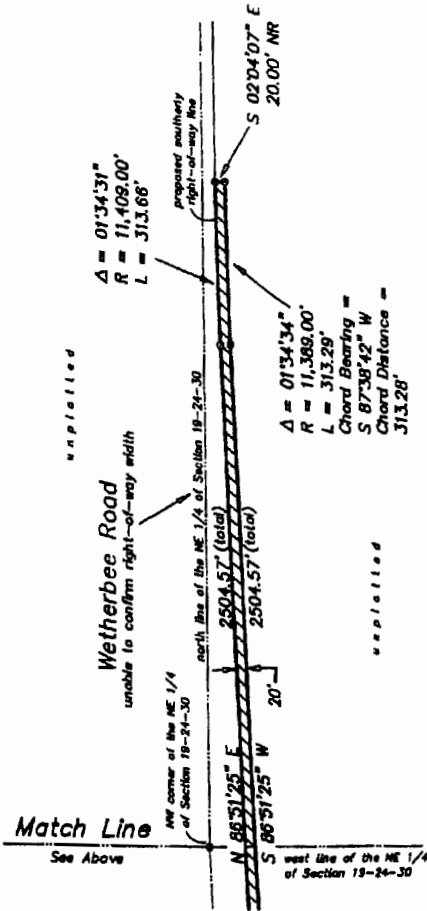 unplatted
Δ = 01°34'31"
R = 11,409.00'
L = 313.66'
proposed southerly
right-of-way line
S 02°04'07" E
20.00' NR
Wetherbee Road
unable to confirm right-of-way width
north line of the NE 1/4 of Section 19-24-30
Δ = 01°34'34"
R = 11,389.00'
L = 313.29'
Chord Bearing =
S 87°38'42" W
Chord Distance =
313.28'
2504.57' (total)
2504.57' (total)
20'
unplatted
NW corner of the NE 1/4
of Section 19-24-30
N 86°51'25" E
S 86°51'25" W
Match Line
See Above
west line of the NE 1/4
of Section 19-24-30